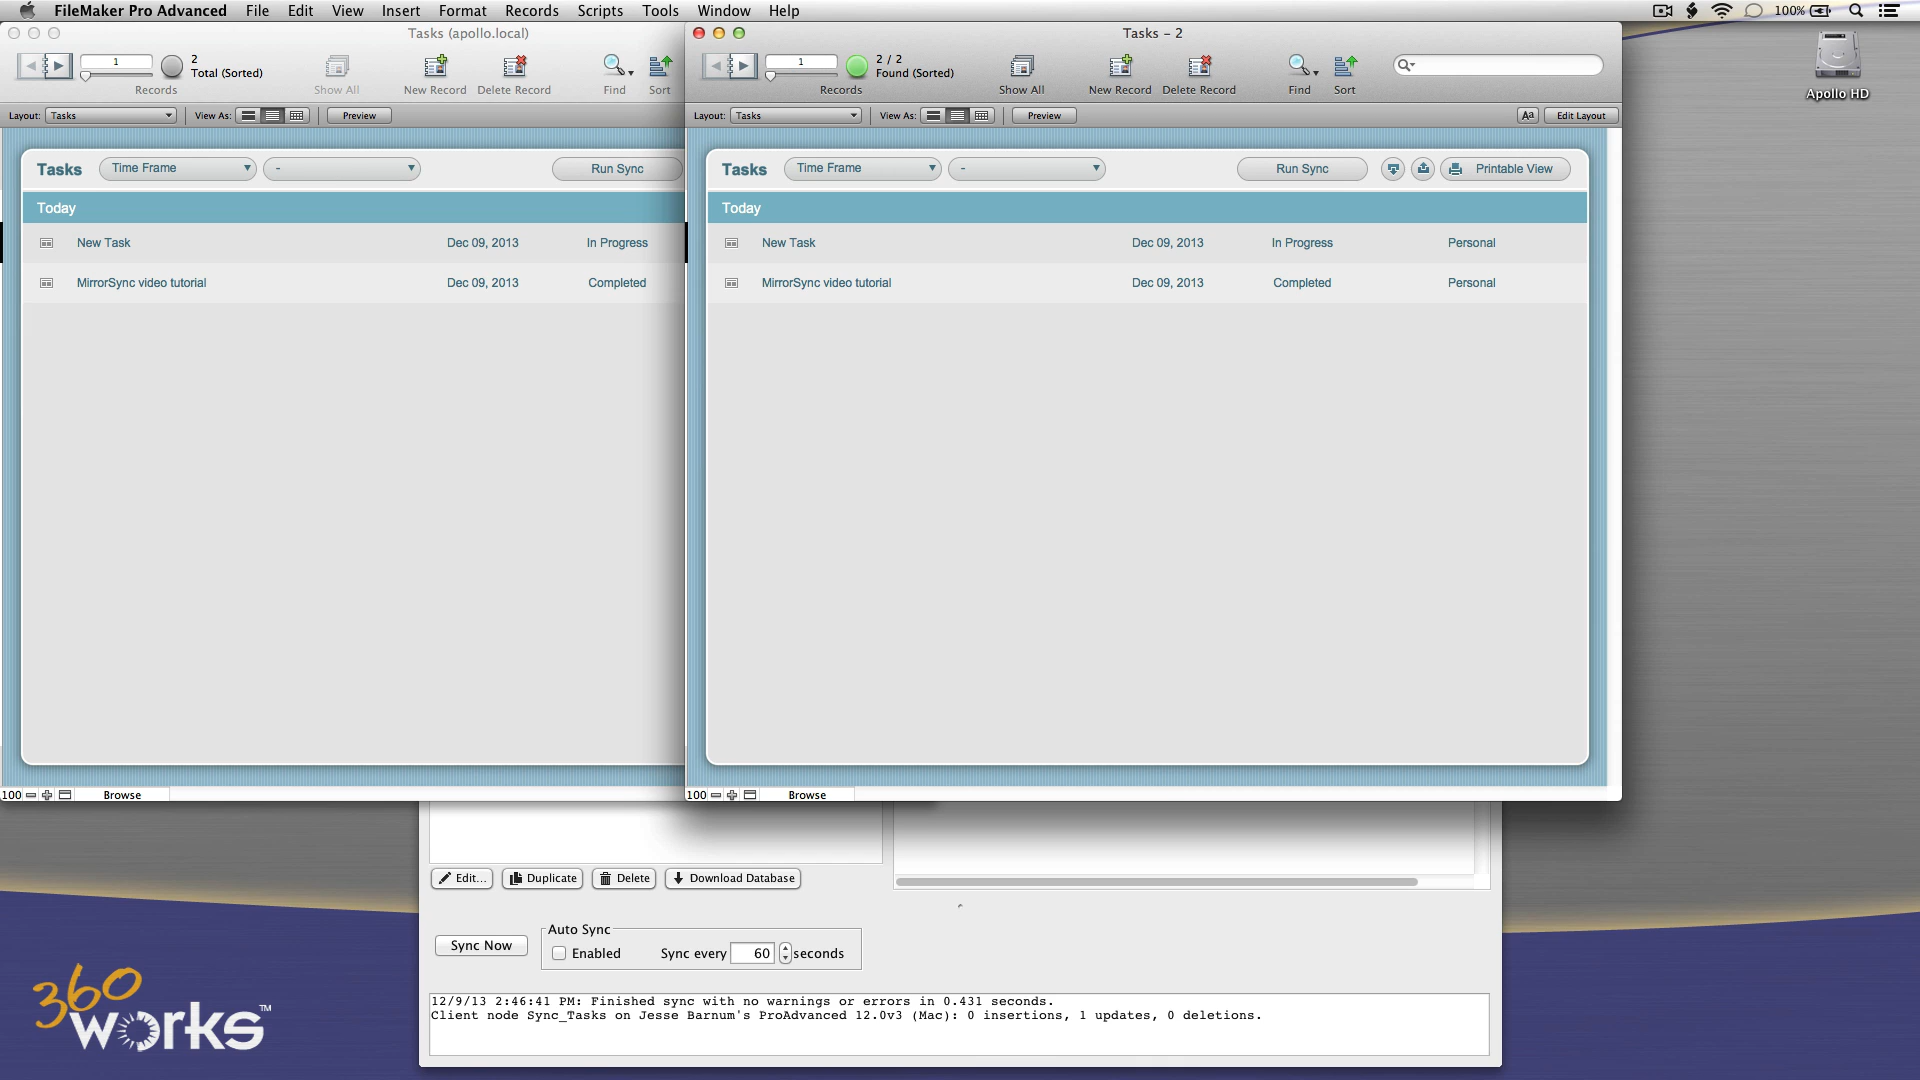 FileMaker Pro Advanced File Edit View Insert Format Records Scripts Tools Window Help
100%
Tasks (apollo.local)
1
2
Total (Sorted)
Records
Show All
New Record
Delete Record
Find
Sort
Layout: Tasks
View As:
Preview
Tasks
Time Frame
-
Run Sync
Today
New Task Dec 09, 2013 In Progress
MirrorSync video tutorial Dec 09, 2013 Completed
100 Browse
Tasks – 2
1
2 / 2
Found (Sorted)
Records
Show All
New Record
Delete Record
Find
Sort
Layout: Tasks
View As:
Preview
Aa
Edit Layout
Tasks
Time Frame
-
Run Sync
Printable View
Today
New Task Dec 09, 2013 In Progress Personal
MirrorSync video tutorial Dec 09, 2013 Completed Personal
100 Browse
Apollo HD
Edit... Duplicate Delete Download Database
Auto Sync
Sync Now
Enabled Sync every 60 seconds
12/9/13 2:46:41 PM: Finished sync with no warnings or errors in 0.431 seconds.
Client node Sync_Tasks on Jesse Barnum's ProAdvanced 12.0v3 (Mac): 0 insertions, 1 updates, 0 deletions.
360
works™